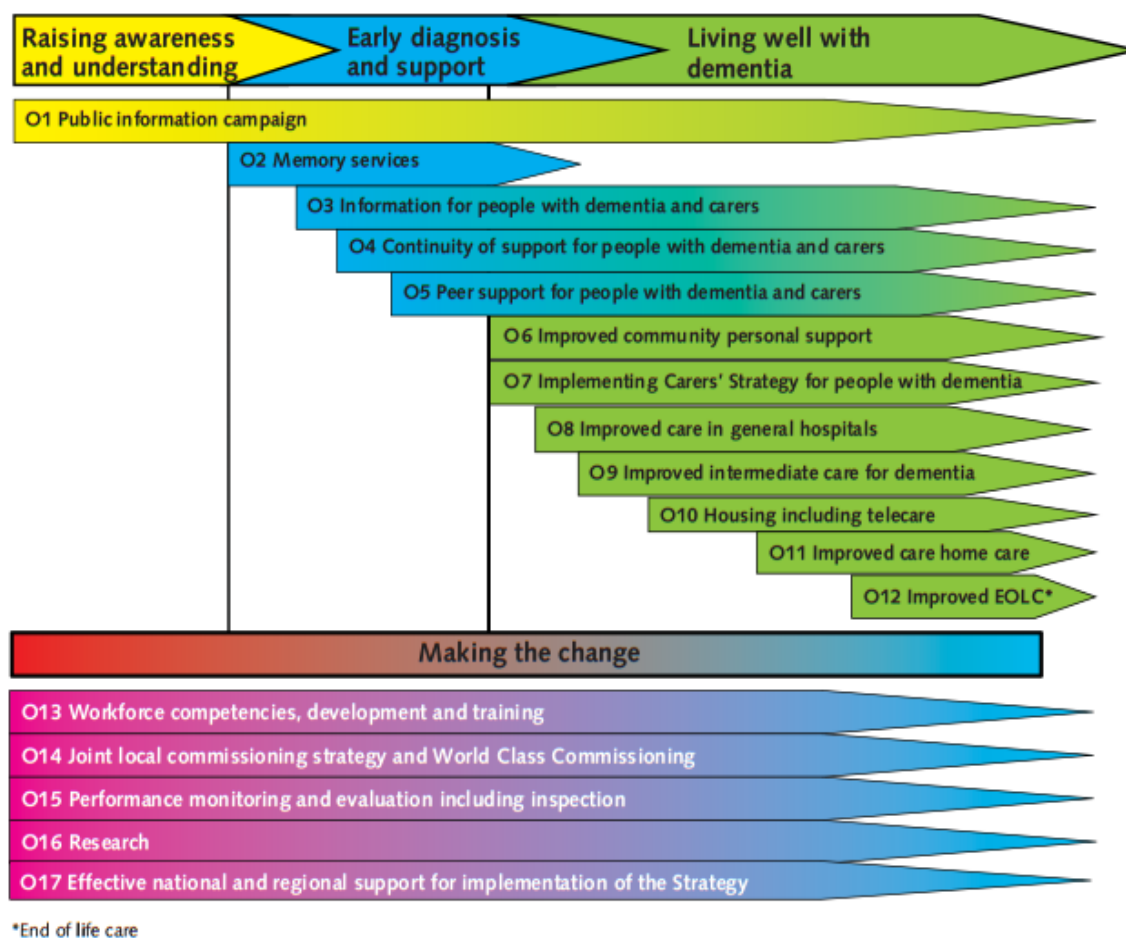 Raising awareness
and understanding
Early diagnosis
and support
Living well with
dementia
O1 Public information campaign
O2 Memory services
O3 Information for people with dementia and carers
O4 Continuity of support for people with dementia and carers
O5 Peer support for people with dementia and carers
O6 Improved community personal support
O7 Implementing Carers' Strategy for people with dementia
O8 Improved care in general hospitals
O9 Improved intermediate care for dementia
O10 Housing including telecare
O11 Improved care home care
O12 Improved EOLC*
Making the change
O13 Workforce competencies, development and training
O14 Joint local commissioning strategy and World Class Commissioning
O15 Performance monitoring and evaluation including inspection
O16 Research
O17 Effective national and regional support for implementation of the Strategy
*End of life care